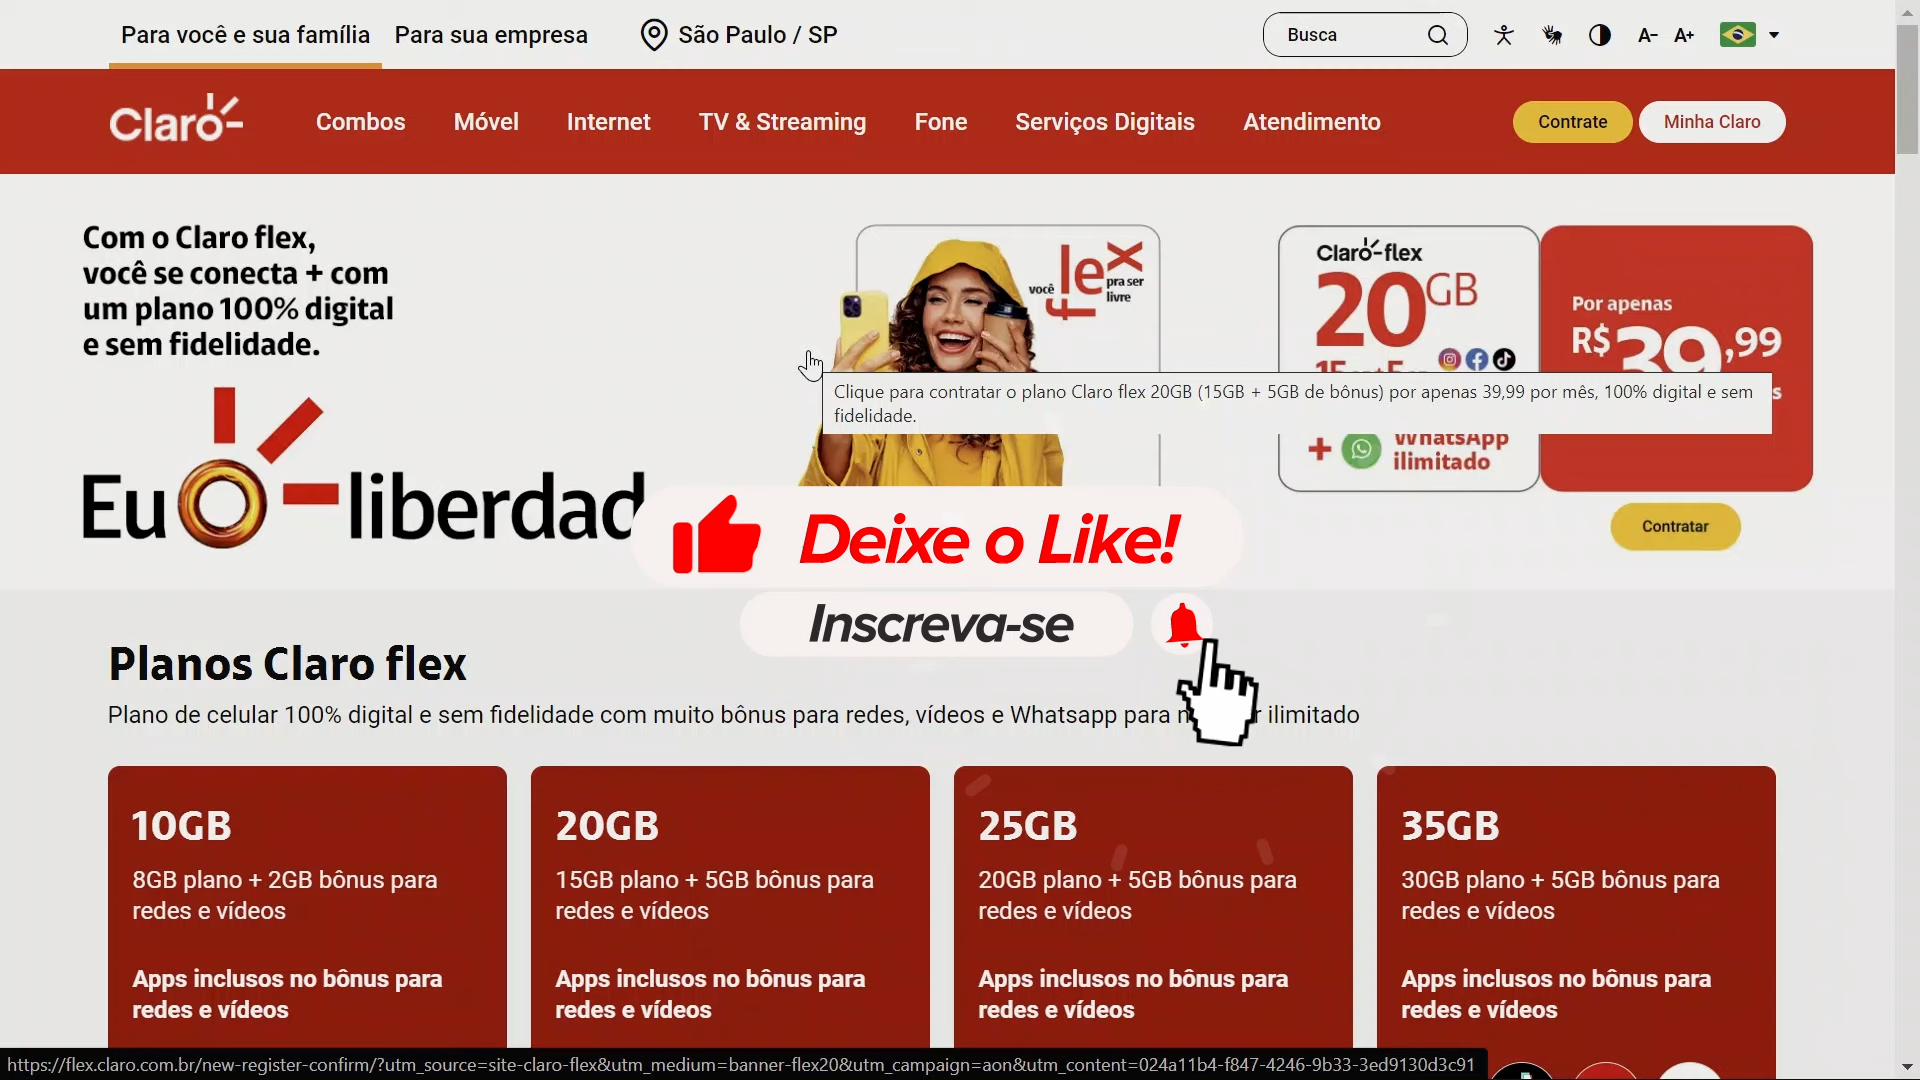 Para você e sua família
Para sua empresa
São Paulo / SP
Busca
A-
A+
Claro
Combos
Móvel
Internet
TV & Streaming
Fone
Serviços Digitais
Atendimento
Contrate
Minha Claro
Com o Claro flex,
você se conecta + com
um plano 100% digital
e sem fidelidade.
Eu
liberdad
você
flex
pra ser
livre
Claro-flex
20GB
Por apenas
R$39,99
Clique para contratar o plano Claro flex 20GB (15GB + 5GB de bônus) por apenas 39,99 por mês, 100% digital e sem
fidelidade.
+ WhatsApp
ilimitado
Contratar
Deixe o Like!
Inscreva-se
Planos Claro flex
Plano de celular 100% digital e sem fidelidade com muito bônus para redes, vídeos e Whatsapp para ilimitado
10GB
8GB plano + 2GB bônus para
redes e vídeos
Apps inclusos no bônus para
redes e vídeos
20GB
15GB plano + 5GB bônus para
redes e vídeos
Apps inclusos no bônus para
redes e vídeos
25GB
20GB plano + 5GB bônus para
redes e vídeos
Apps inclusos no bônus para
redes e vídeos
35GB
30GB plano + 5GB bônus para
redes e vídeos
Apps inclusos no bônus para
redes e vídeos
https://flex.claro.com.br/new-register-confirm/?utm_source=site-claro-flex&utm_medium=banner-flex20&utm_campaign=aon&utm_content=024a11b4-f847-4246-9b33-3ed9130d3c91